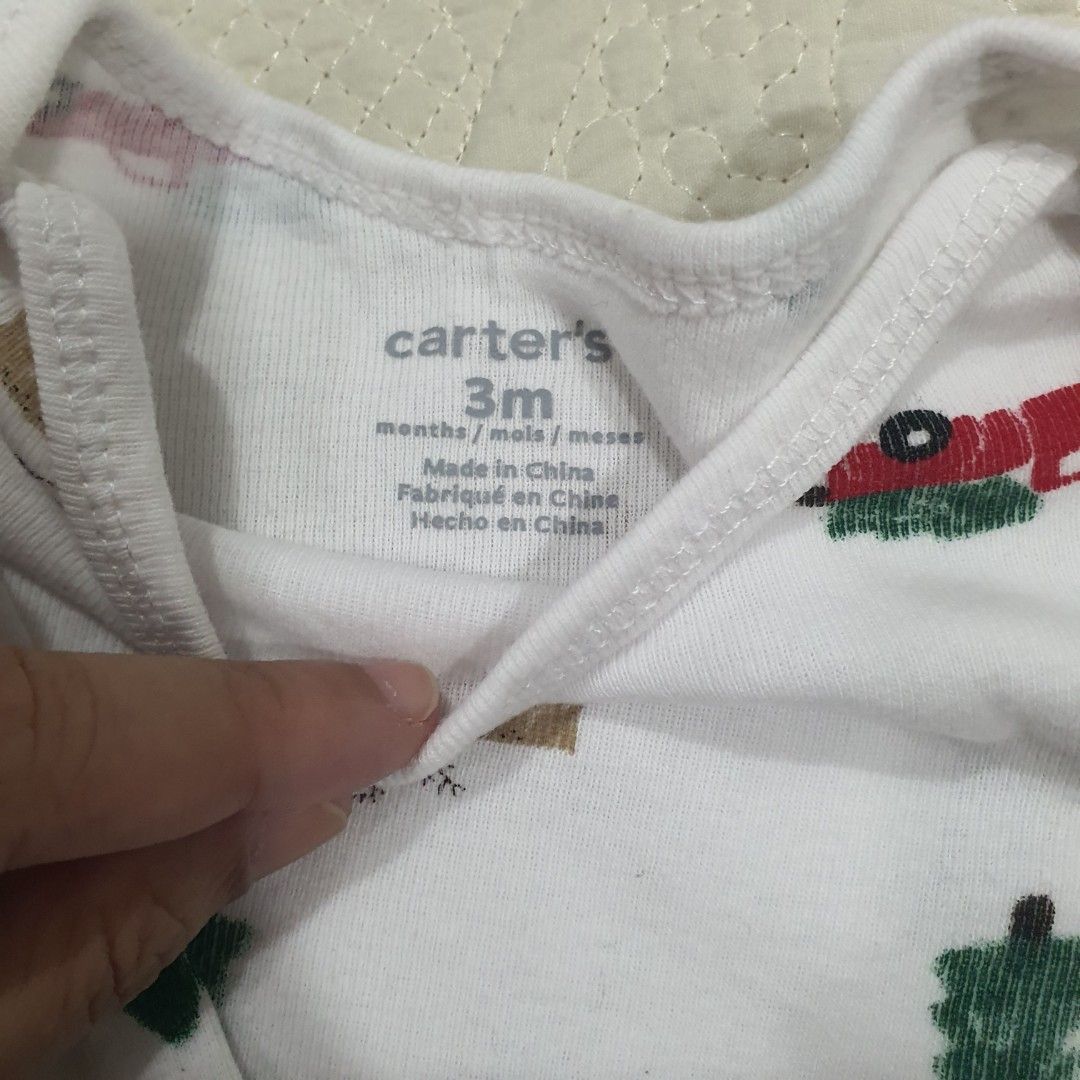 carter's
3m
months / mois / meses
Made in China
Fabriqué en Chine
Hecho en China